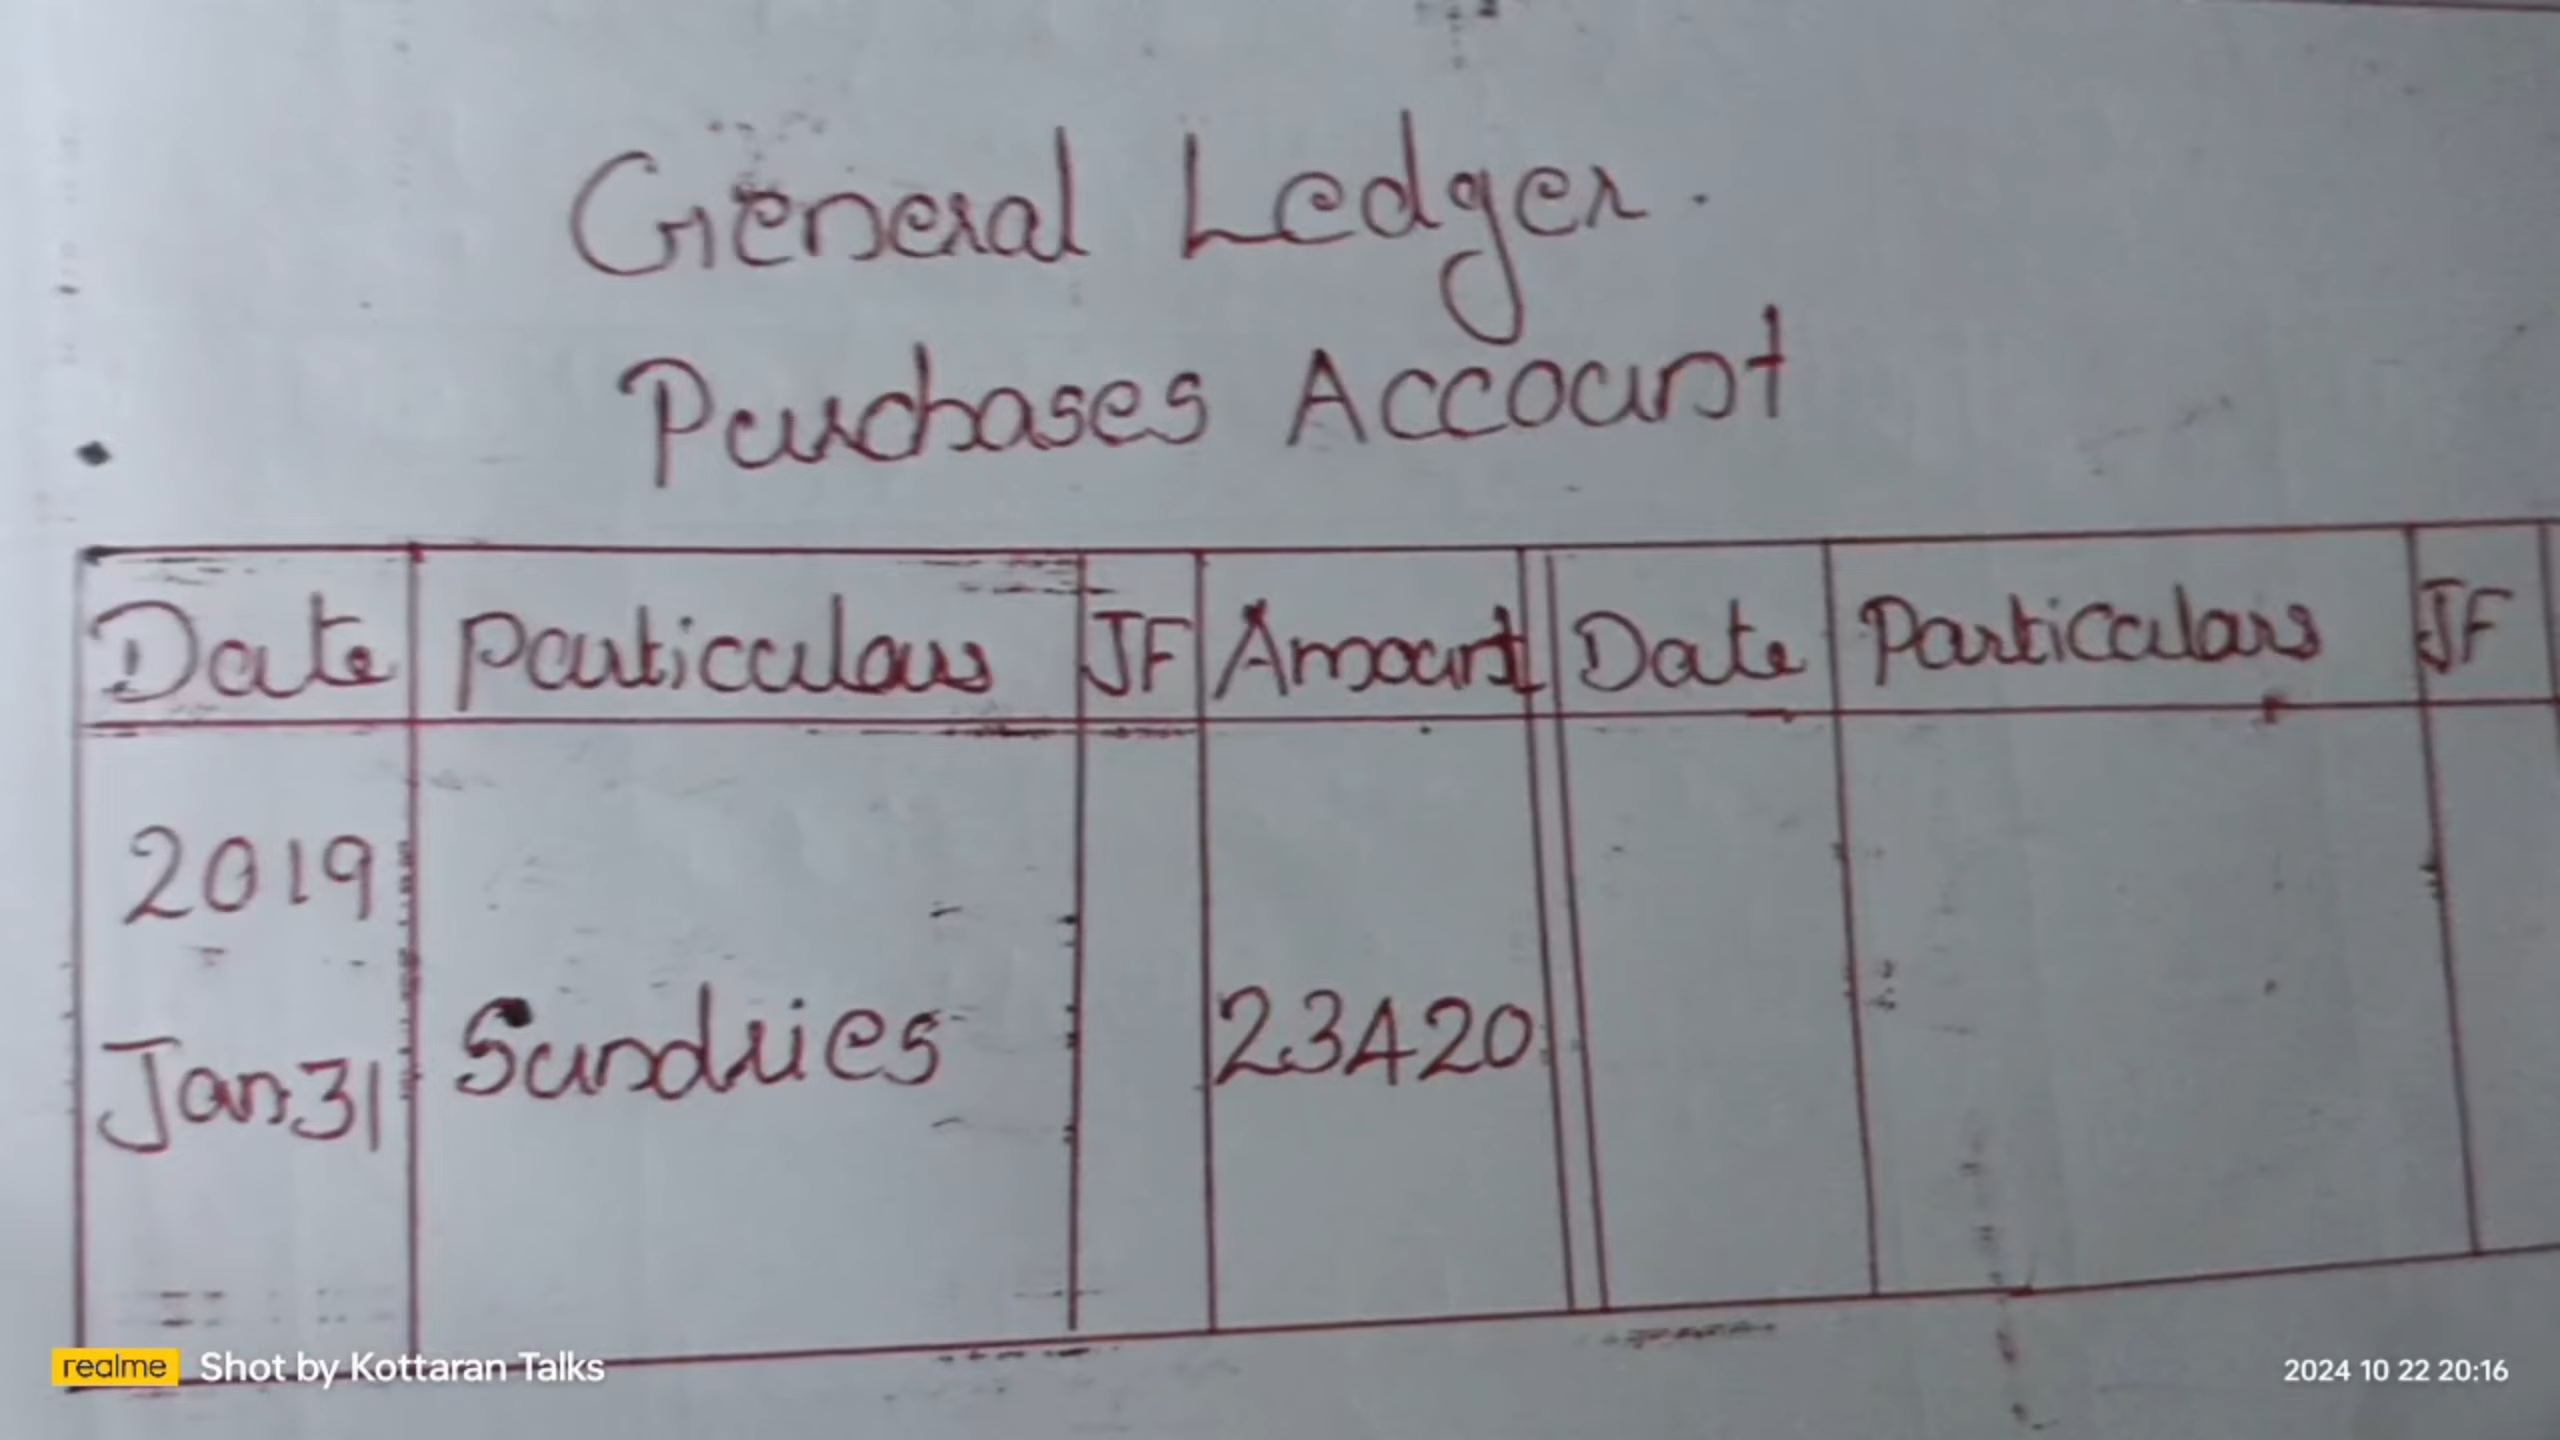 General Ledger.
Purchases Account
Date Particulars JF Amount Date Particulars JF
2019
Jan 31 Sundries 23420
realme Shot by Kottaran Talks
2024 10 22 20:16